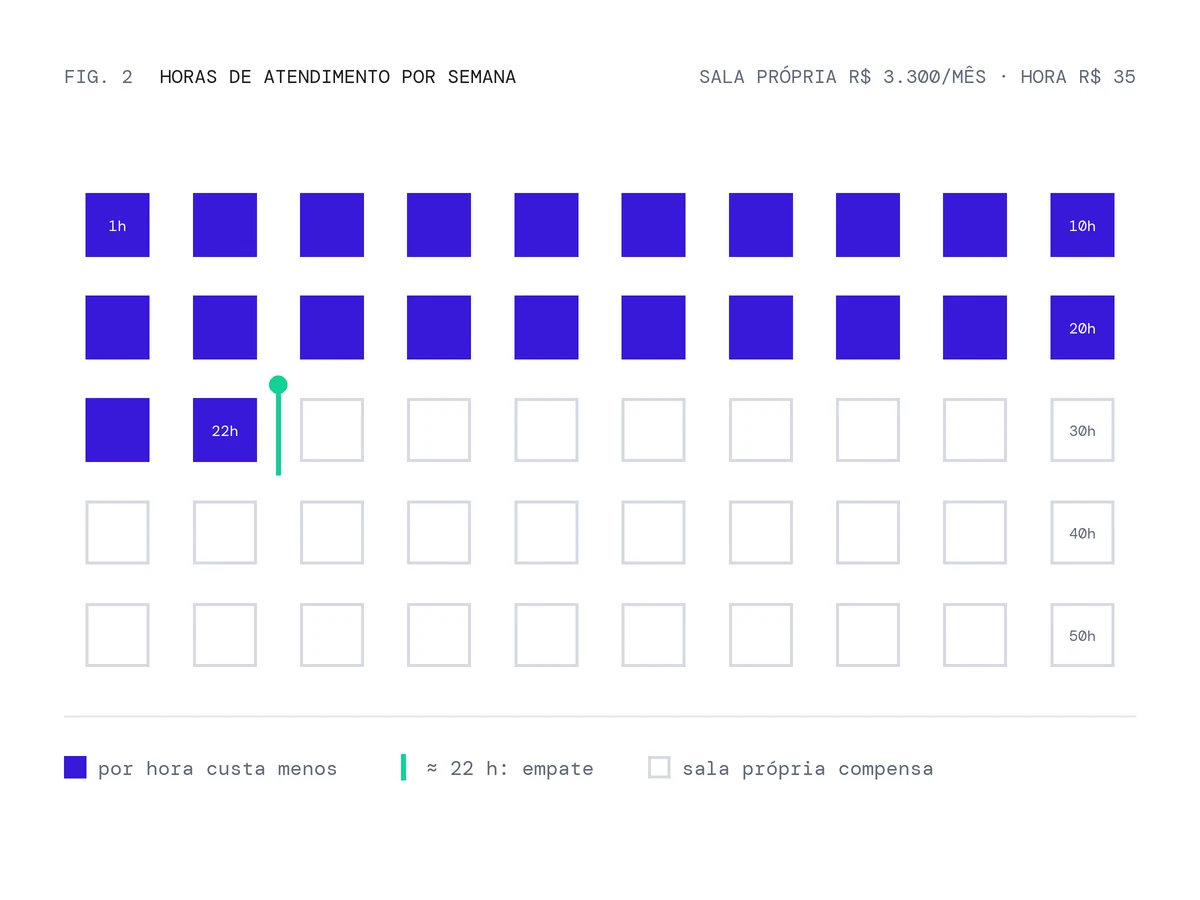 FIG. 2 HORAS DE ATENDIMENTO POR SEMANA
SALA PRÓPRIA R$ 3.300/MÊS · HORA R$ 35
1h
10h
20h
22h
30h
40h
50h
por hora custa menos
≈ 22 h: empate
sala própria compensa